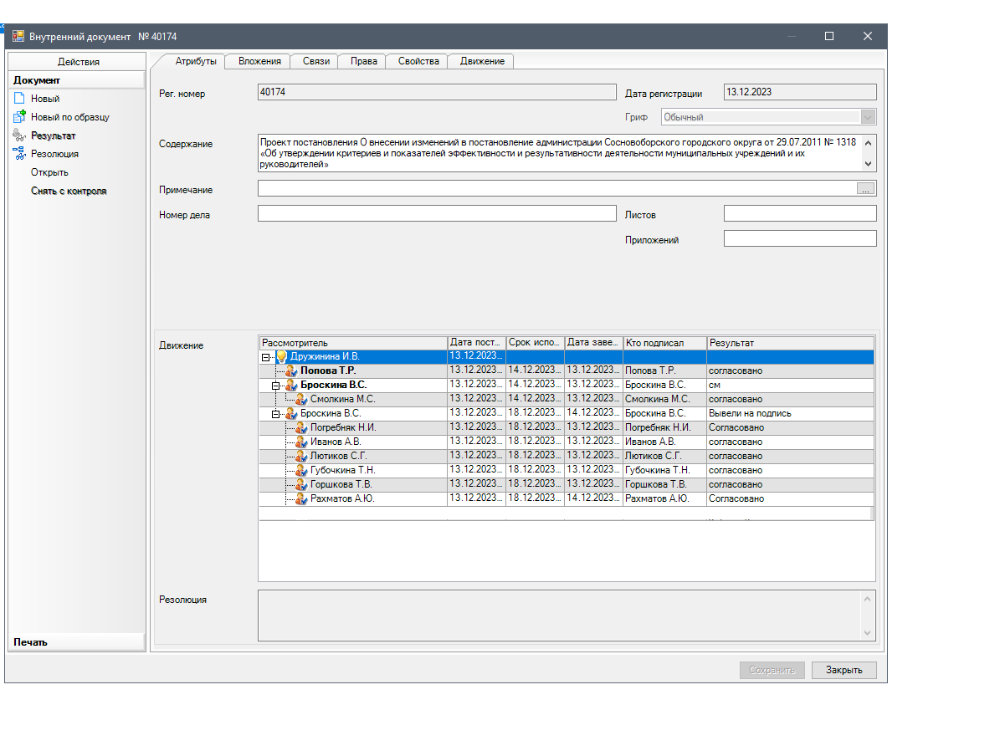 Внутренний документ № 40174
Действия
Документ
Новый
Новый по образцу
Результат
Резолюция
Открыть
Снять с контроля
Печать
Атрибуты Вложения Связи Права Свойства Движение
Рег. номер 40174 Дата регистрации 13.12.2023
Гриф Обычный
Содержание
Проект постановления О внесении изменений в постановление администрации Сосновоборского городского округа от 29.07.2011 № 1318
«Об утверждении критериев и показателей эффективности и результативности деятельности муниципальных учреждений и их
руководителей»
Примечание ...
Номер дела Листов
Приложений
Движение
Рассмотритель Дата пост... Срок испо... Дата заве... Кто подписал Результат
Дружинина И.В. 13.12.2023...
Попова Т.Р. 13.12.2023... 14.12.2023... 13.12.2023... Попова Т.Р. согласовано
Броскина В.С. 13.12.2023... 14.12.2023... 13.12.2023... Броскина В.С. см
Смолкина М.С. 13.12.2023... 14.12.2023... 13.12.2023... Смолкина М.С. согласовано
Броскина В.С. 13.12.2023... 18.12.2023... 14.12.2023... Броскина В.С. Вывели на подпись
Погребняк Н.И. 13.12.2023... 18.12.2023... 13.12.2023... Погребняк Н.И. Согласовано
Иванов А.В. 13.12.2023... 18.12.2023... 13.12.2023... Иванов А.В. согласовано
Лютиков С.Г. 13.12.2023... 18.12.2023... 13.12.2023... Лютиков С.Г. согласовано
Губочкина Т.Н. 13.12.2023... 18.12.2023... 13.12.2023... Губочкина Т.Н. согласовано
Горшкова Т.В. 13.12.2023... 18.12.2023... 13.12.2023... Горшкова Т.В. согласовано
Рахматов А.Ю. 13.12.2023... 18.12.2023... 14.12.2023... Рахматов А.Ю. Согласовано
Резолюция
Сохранить Закрыть